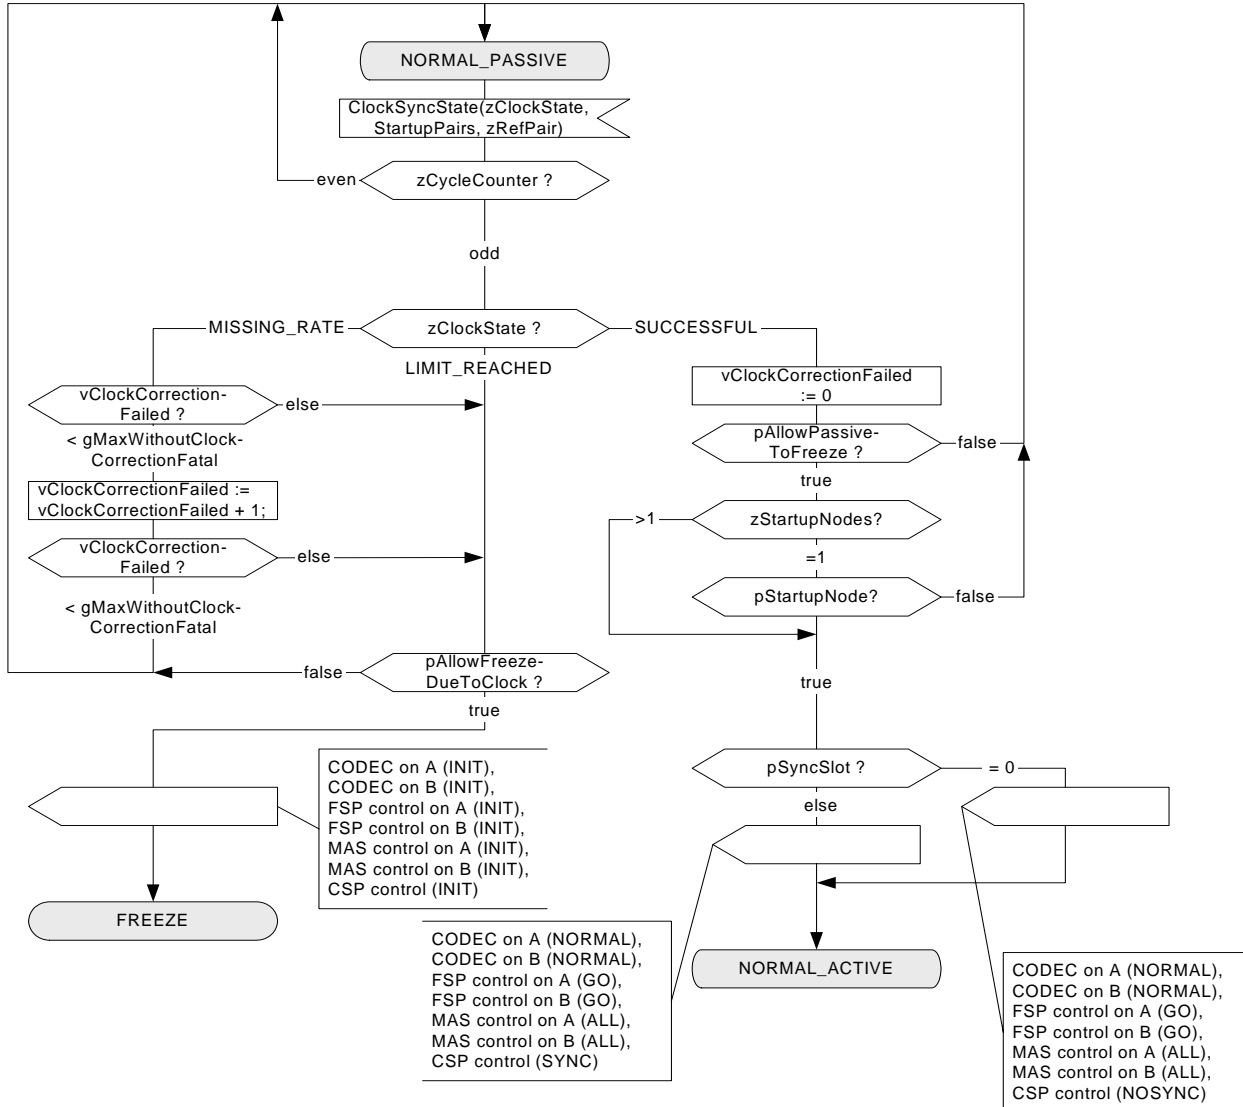 NORMAL_PASSIVE
ClockSyncState(zClockState,
StartupPairs, zRefPair)
even
zCycleCounter ?
odd
MISSING_RATE
zClockState ?
SUCCESSFUL
LIMIT_REACHED
vClockCorrection-
Failed ?
else
< gMaxWithoutClock-
CorrectionFatal
vClockCorrectionFailed :=
vClockCorrectionFailed + 1;
vClockCorrection-
Failed ?
else
< gMaxWithoutClock-
CorrectionFatal
vClockCorrectionFailed
:= 0
pAllowPassive-
ToFreeze ?
false
true
>1
zStartupNodes?
=1
pStartupNode?
false
true
false
pAllowFreeze-
DueToClock ?
true
CODEC on A (INIT),
CODEC on B (INIT),
FSP control on A (INIT),
FSP control on B (INIT),
MAS control on A (INIT),
MAS control on B (INIT),
CSP control (INIT)
FREEZE
pSyncSlot ?
= 0
else
CODEC on A (NORMAL),
CODEC on B (NORMAL),
FSP control on A (GO),
FSP control on B (GO),
MAS control on A (ALL),
MAS control on B (ALL),
CSP control (SYNC)
NORMAL_ACTIVE
CODEC on A (NORMAL),
CODEC on B (NORMAL),
FSP control on A (GO),
FSP control on B (GO),
MAS control on A (ALL),
MAS control on B (ALL),
CSP control (NOSYNC)